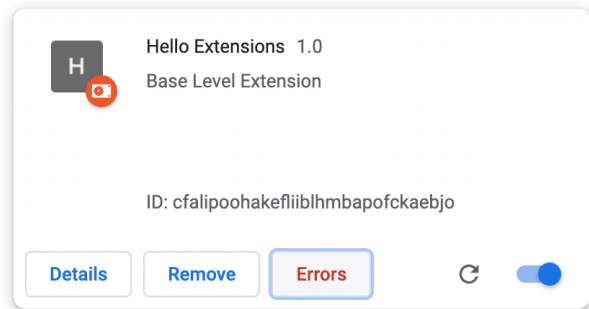 H
Hello Extensions 1.0
Base Level Extension
ID: cfalipoohakefliiblhmbapofckaebjo
Details
Remove
Errors